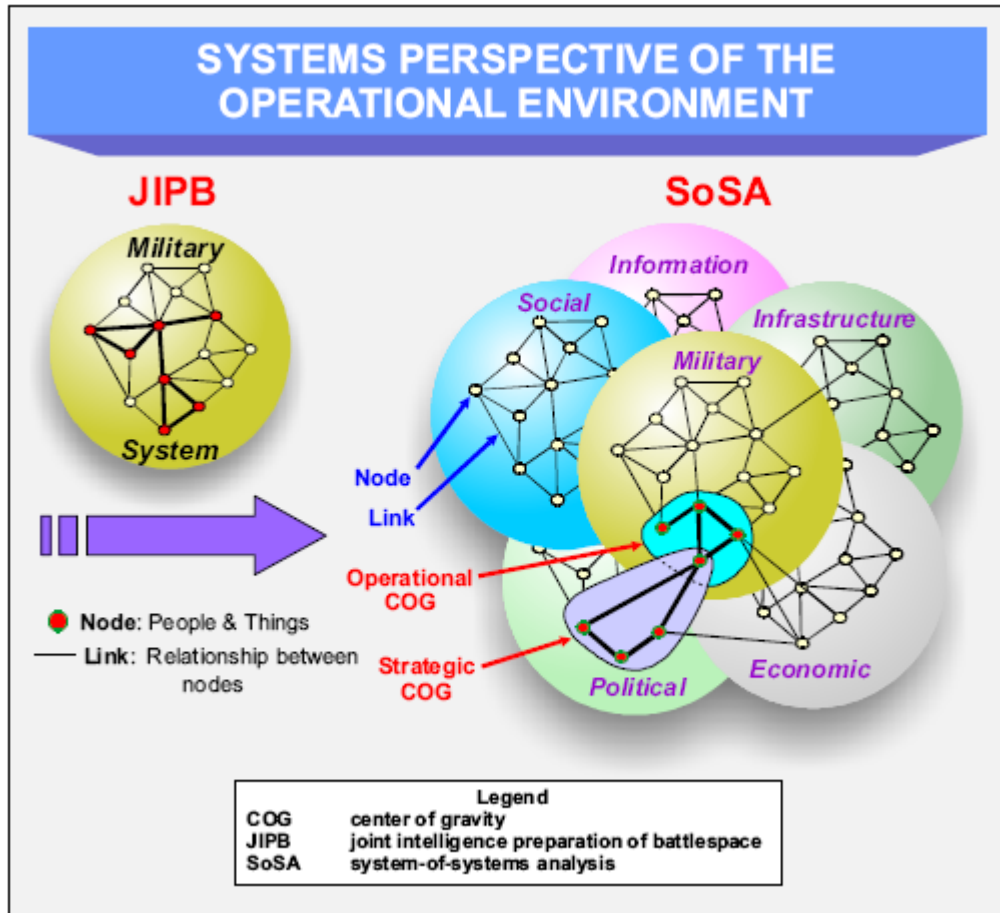 SYSTEMS PERSPECTIVE OF THE
OPERATIONAL ENVIRONMENT
JIPB
SoSA
Military
System
Information
Social
Infrastructure
Military
Node
Link
Operational
COG
Strategic
COG
Political
Economic
Node: People & Things
Link: Relationship between
nodes
Legend
COG center of gravity
JIPB joint intelligence preparation of battlespace
SoSA system-of-systems analysis